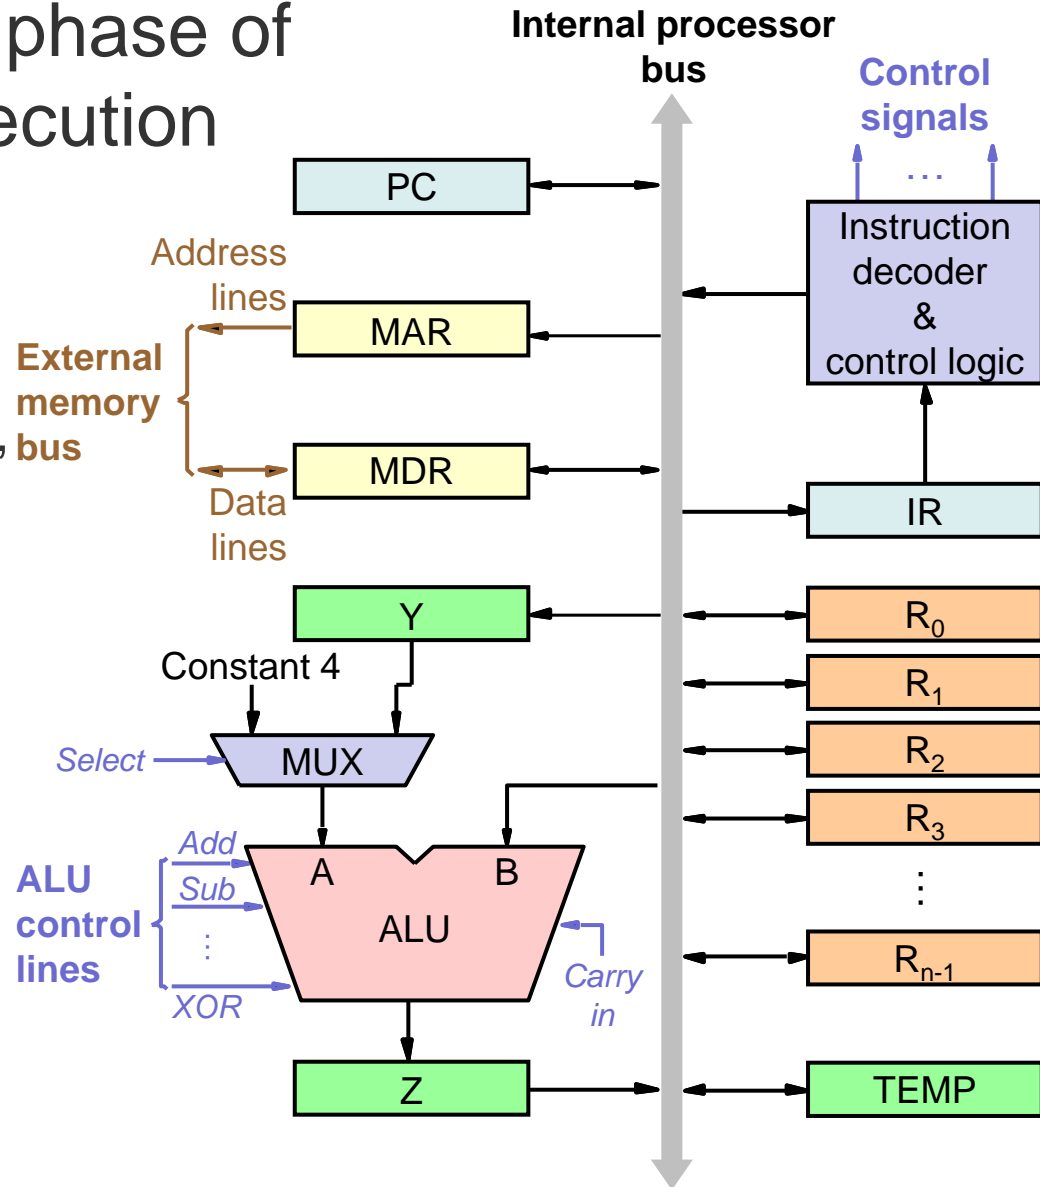 phase of
ecution
Internal processor
bus
Control
signals
...
PC
Instruction
decoder
&
control logic
Address
lines
MAR
External
memory
bus
,
MDR
Data
lines
IR
Y
R0
Constant 4
R1
Select
MUX
R2
R3
Add
A
B
ALU
control
lines
Sub
⋮
ALU
⋮
XOR
Carry
in
Rn-1
Z
TEMP